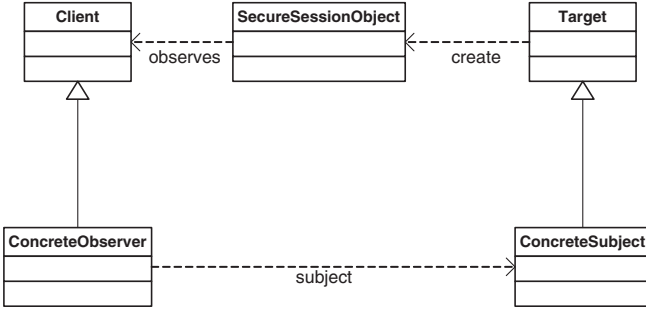 Client
SecureSessionObject
Target
observes
create
ConcreteObserver
ConcreteSubject
subject